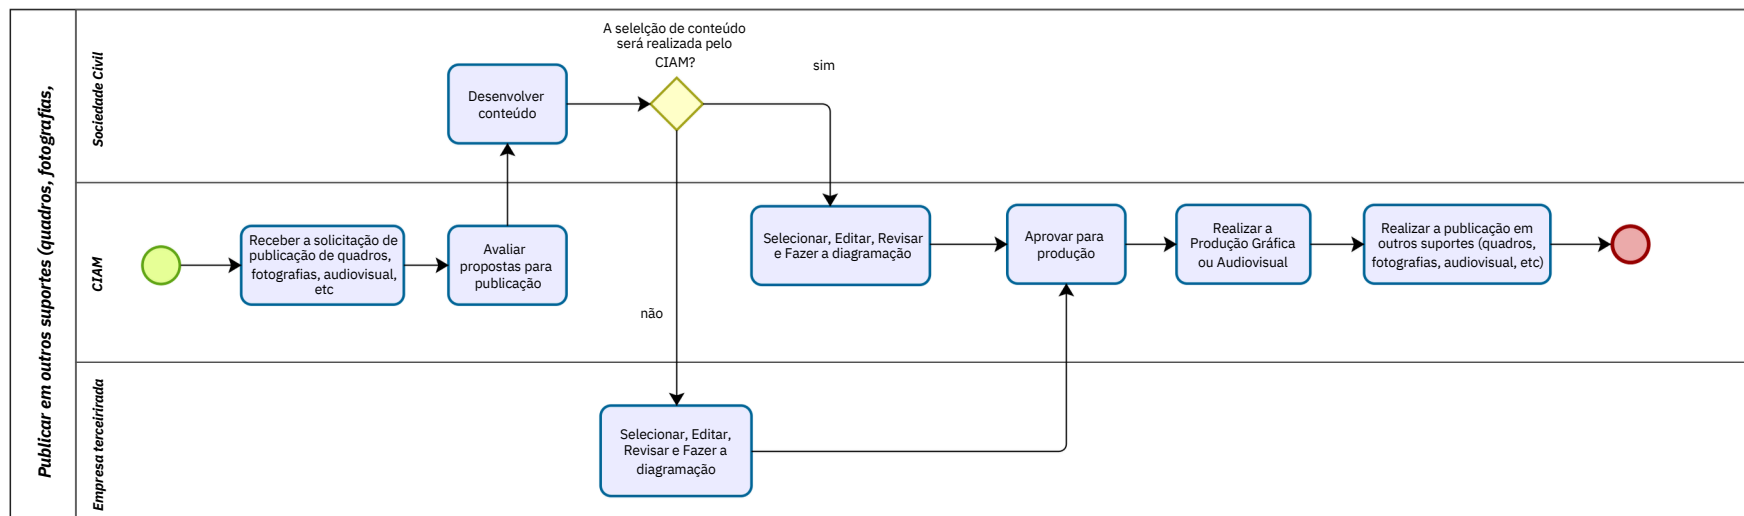 Publicar em outros suportes (quadros, fotografias,
Sociedade Civil
A selelção de conteúdo
será realizada pelo
CIAM?
sim
Desenvolver
conteúdo
CIAM
Receber a solicitação de
publicação de quadros,
fotografias, audiovisual,
etc
Avaliar
propostas para
publicação
Selecionar, Editar, Revisar
e Fazer a diagramação
Aprovar para
produção
Realizar a
Produção Gráfica
ou Audiovisual
Realizar a publicação em
outros suportes (quadros,
fotografias, audiovisual, etc)
não
Empresa terceirirada
Selecionar, Editar,
Revisar e Fazer a
diagramação